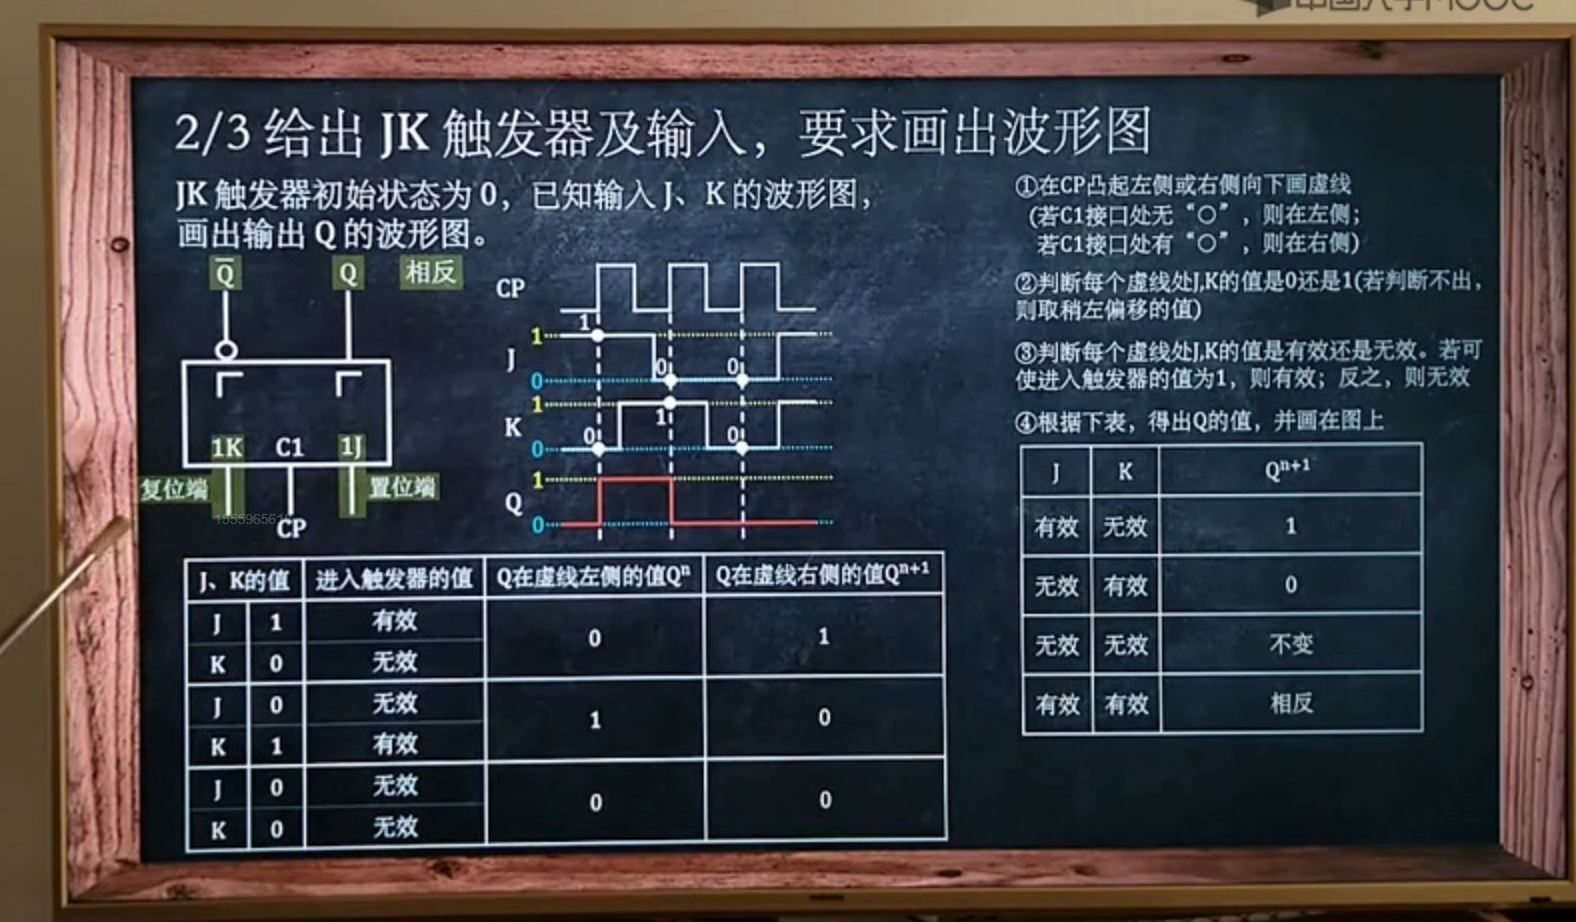 中国大学MOOC
2/3 给出 JK 触发器及输入，要求画出波形图
JK 触发器初始状态为 0，已知输入 J、K 的波形图，
画出输出 Q 的波形图。
Q̅ Q 相反
1K C1 1J
复位端 置位端
CP
CP
1
1
J
0 0
0
1
K
1
0 0
0
1
Q
0
J、K的值 进入触发器的值 Q在虚线左侧的值Qⁿ Q在虚线右侧的值Qⁿ⁺¹
J 1 有效 0 1
K 0 无效
J 0 无效 1 0
K 1 有效
J 0 无效 0 0
K 0 无效
①在CP凸起左侧或右侧向下画虚线
(若C1接口处无“○”，则在左侧；
若C1接口处有“○”，则在右侧)
②判断每个虚线处J,K的值是0还是1(若判断不出，
则取稍左偏移的值)
③判断每个虚线处J,K的值是有效还是无效。若可
使进入触发器的值为1，则有效；反之，则无效
④根据下表，得出Q的值，并画在图上
J K Qⁿ⁺¹
有效 无效 1
无效 有效 0
无效 无效 不变
有效 有效 相反